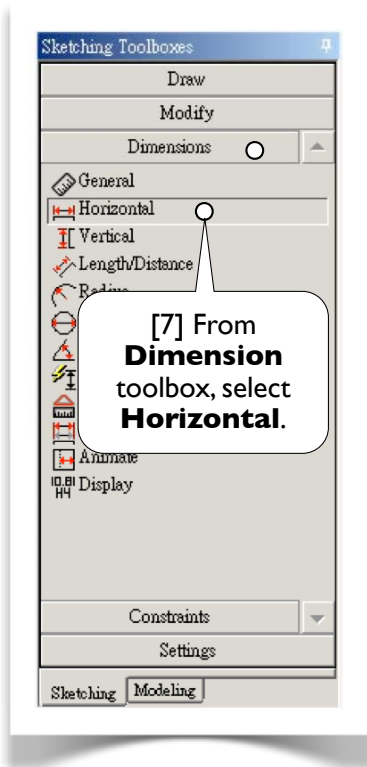 Sketching Toolboxes
Draw
Modify
Dimensions
General
Horizontal
Vertical
Length/Distance
Radius
[7] From
Dimension
toolbox, select
Horizontal.
Animate
Display
Constraints
Settings
Sketching Modeling